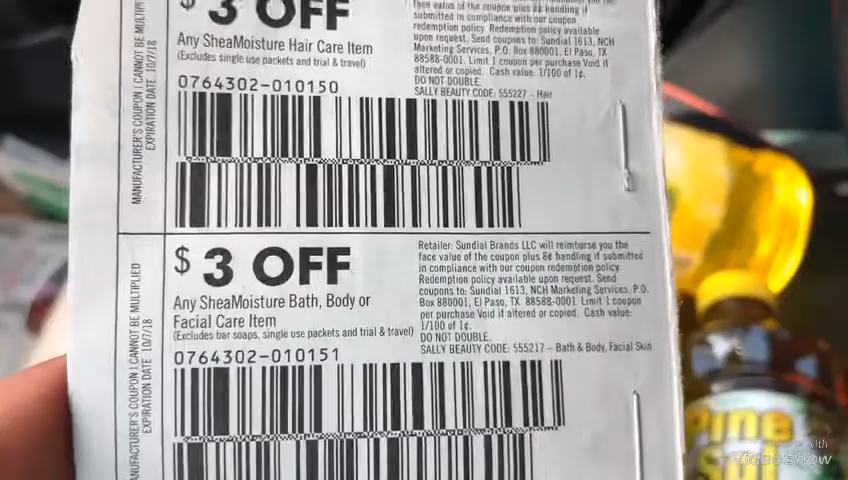 $ 3 OFF
Any SheaMoisture Hair Care Item
(Excludes single use packets and trial & travel)
0764302-010150
MANUFACTURER'S COUPON | CANNOT BE MULTIPLI
EXPIRATION DATE 10/7/18
face value of the coupon plus 8¢ handling if
submitted in compliance with our coupon
redemption policy. Redemption policy available
upon request. Send coupons to: Sundial 1613, NCH
Marketing Services, P.O. Box 880001, El Paso, TX
88588-0001. Limit 1 coupon per purchase Void if
altered or copied. Cash value: 1/100 of 1¢.
DO NOT DOUBLE.
SALLY BEAUTY CODE: 555227 – Hair
$ 3 OFF
Any SheaMoisture Bath, Body or
Facial Care Item
(Excludes bar soaps, single use packets and trial & travel)
0764302-010151
MANUFACTURER'S COUPON | CANNOT BE MULTIPLIED
EXPIRATION DATE 10/7/18
Retailer: Sundial Brands LLC will reimburse you the
face value of the coupon plus 8¢ handling if submitted
in compliance with our coupon redemption policy.
Redemption policy available upon request. Send
coupons to: Sundial 1613, NCH Marketing Services, P.O.
Box 880001, El Paso, TX 88588-0001 Limit 1 coupon
per purchase Void if altered or copied. Cash value:
1/100 of 1¢.
DO NOT DOUBLE.
SALLY BEAUTY CODE: 555217 – Bath & Body, Facial Skin
Pine
Sol
with
VideoShow